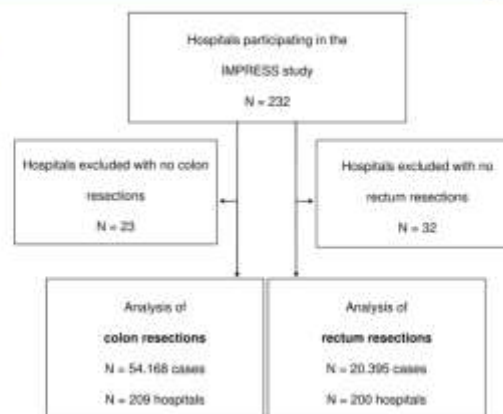 Hospitals participating in the
IMPRESS study
N = 232
Hospitals excluded with no colon
resections
N = 23
Hospitals excluded with no
rectum resections
N = 32
Analysis of
colon resections
N = 54.168 cases
N = 209 hospitals
Analysis of
rectum resections
N = 20.395 cases
N = 200 hospitals